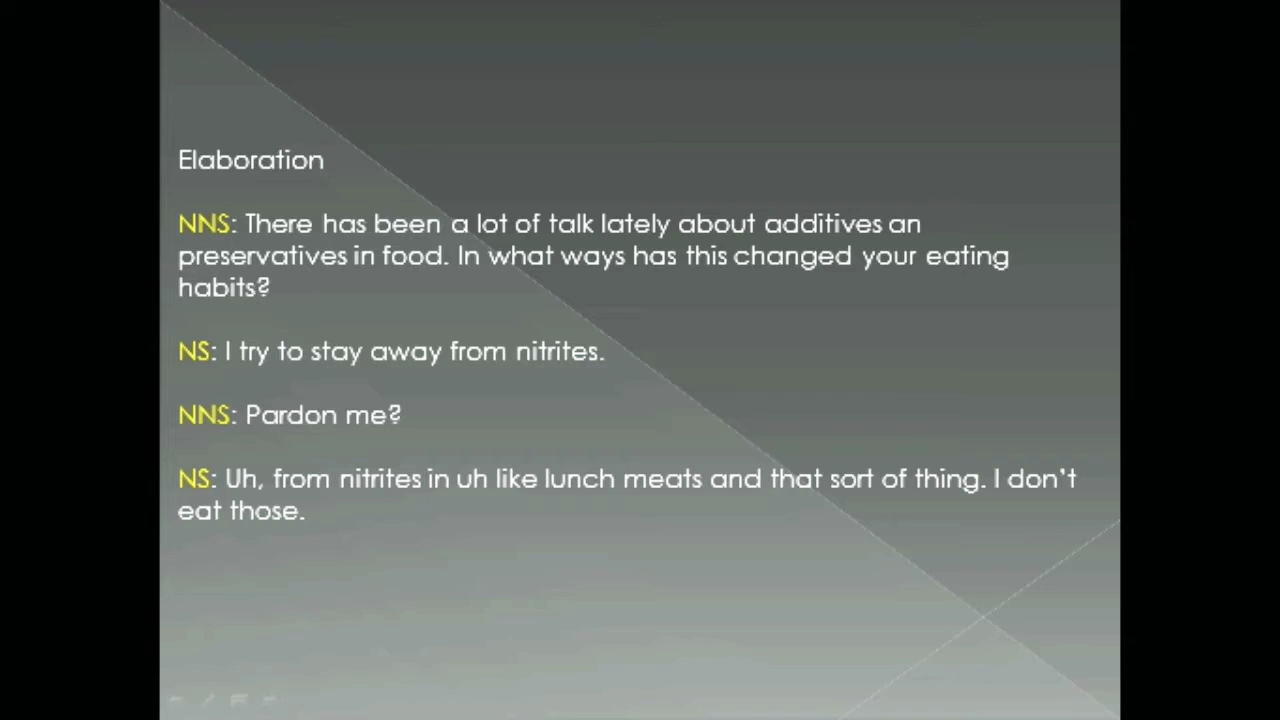 Elaboration
NNS: There has been a lot of talk lately about additives an
preservatives in food. In what ways has this changed your eating
habits?
NS: I try to stay away from nitrites.
NNS: Pardon me?
NS: Uh, from nitrites in uh like lunch meats and that sort of thing. I don't
eat those.